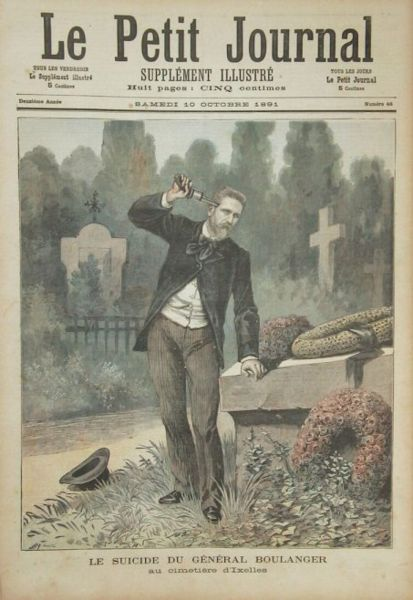 Le Petit Journal
TOUS LES VENDREDIS
Le Supplément illustré
5 Centimes
SUPPLÉMENT ILLUSTRÉ
Huit pages : CINQ centimes
TOUS LES JOURS
Le Petit Journal
5 Centimes
Deuxième Année
SAMEDI 10 OCTOBRE 1891
Numéro 46
LE SUICIDE DU GÉNÉRAL BOULANGER
au cimetière d'Ixelles